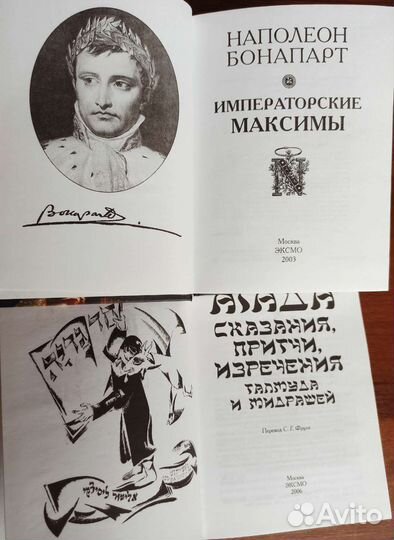 НАПОЛЕОН
БОНАПАРТ
ИМПЕРАТОРСКИЕ
МАКСИМЫ
N
Москва
ЭКСМО
2003
АГАДА
СКАЗАНИЯ,
ПРИТЧИ,
ИЗРЕЧЕНИЯ
ТАЛМУДА
И МИДРАШЕЙ
Перевод С. Г. Фруга
Москва
ЭКСМО
2006
Avito